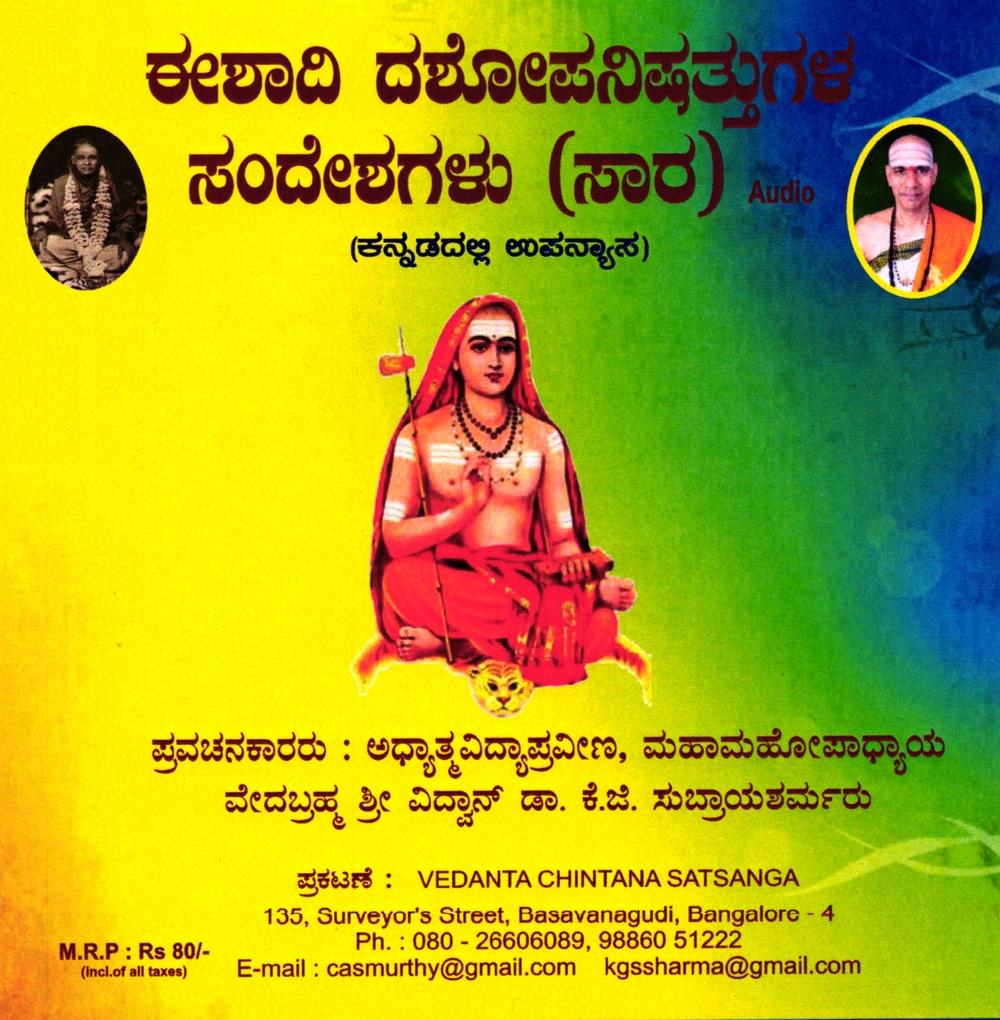 ಈಶಾದಿ ದಶೋಪನಿಷತ್ತುಗಳ
ಸಂದೇಶಗಳು (ಸಾರ) Audio
(ಕನ್ನಡದಲ್ಲಿ ಉಪನ್ಯಾಸ)
ಪ್ರವಚನಕಾರರು : ಅಧ್ಯಾತ್ಮವಿದ್ಯಾಪ್ರವೀಣ, ಮಹಾಮಹೋಪಾಧ್ಯಾಯ
ವೇದಬ್ರಹ್ಮ ಶ್ರೀ ವಿದ್ವಾನ್ ಡಾ. ಕೆ.ಜಿ. ಸುಬ್ರಾಯಶರ್ಮರು
ಪ್ರಕಟಣೆ : VEDANTA CHINTANA SATSANGA
135, Surveyor's Street, Basavanagudi, Bangalore - 4
Ph. : 080 - 26606089, 98860 51222
M.R.P : Rs 80/-
(incl.of all taxes)
E-mail : casmurthy@gmail.com kgssharma@gmail.com